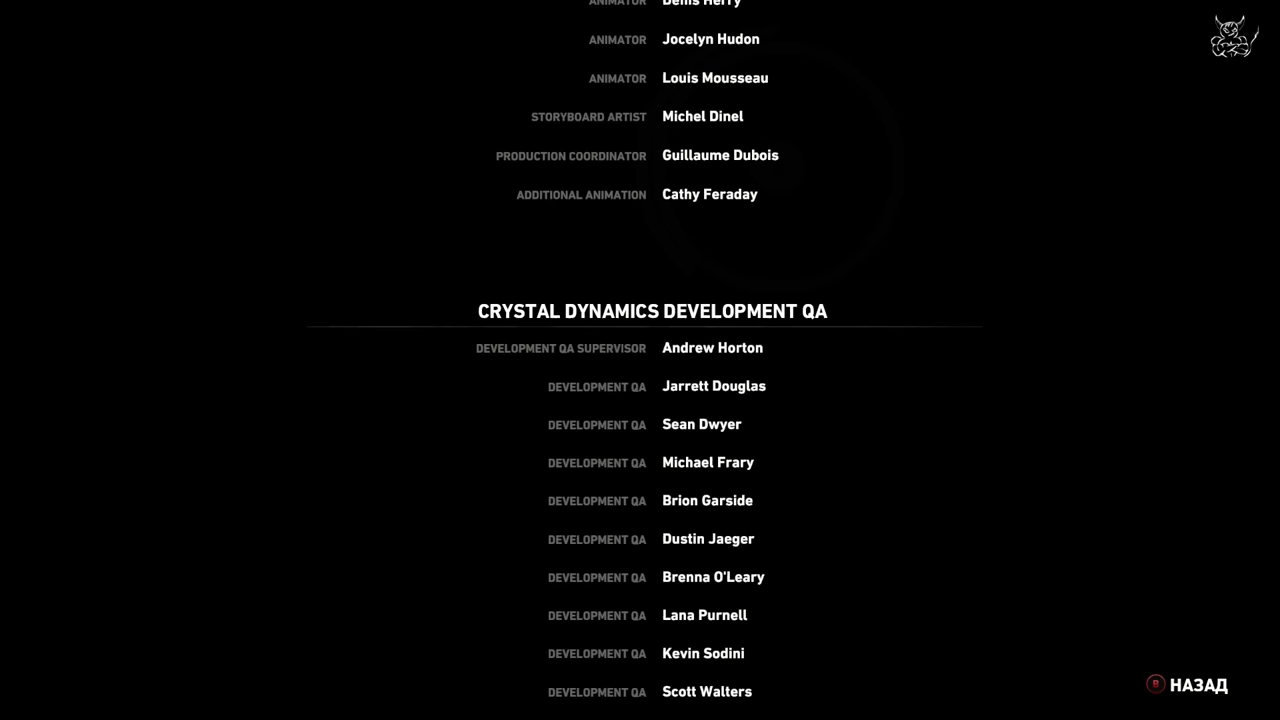 ANIMATOR Denis Herry
ANIMATOR Jocelyn Hudon
ANIMATOR Louis Mousseau
STORYBOARD ARTIST Michel Dinel
PRODUCTION COORDINATOR Guillaume Dubois
ADDITIONAL ANIMATION Cathy Feraday
CRYSTAL DYNAMICS DEVELOPMENT QA
DEVELOPMENT QA SUPERVISOR Andrew Horton
DEVELOPMENT QA Jarrett Douglas
DEVELOPMENT QA Sean Dwyer
DEVELOPMENT QA Michael Frary
DEVELOPMENT QA Brion Garside
DEVELOPMENT QA Dustin Jaeger
DEVELOPMENT QA Brenna O'Leary
DEVELOPMENT QA Lana Purnell
DEVELOPMENT QA Kevin Sodini
DEVELOPMENT QA Scott Walters
B НАЗАД